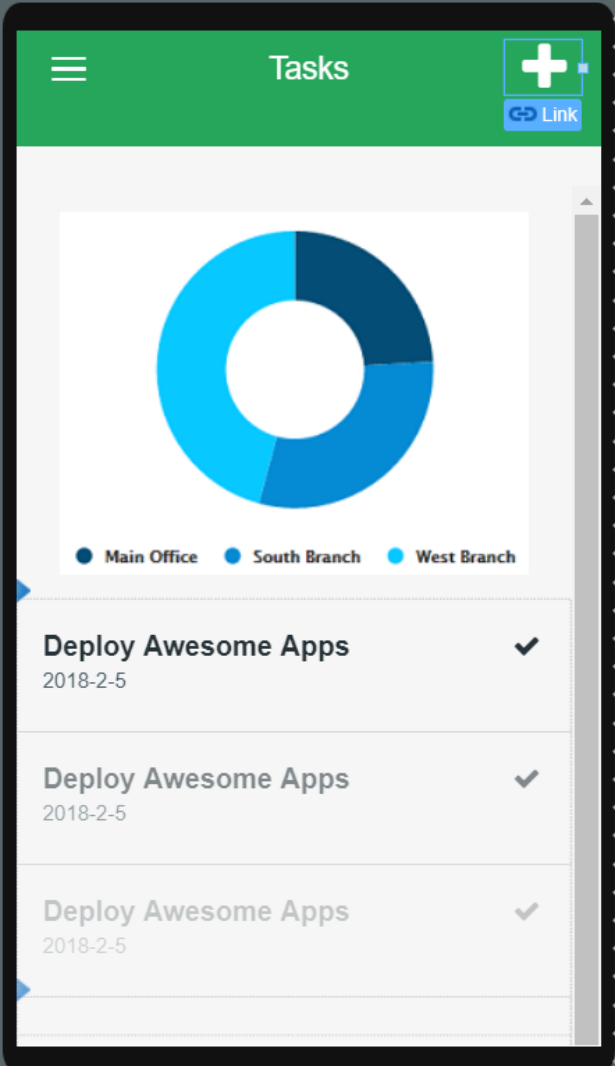 Tasks
Link
Main Office South Branch West Branch
Deploy Awesome Apps
2018-2-5
Deploy Awesome Apps
2018-2-5
Deploy Awesome Apps
2018-2-5